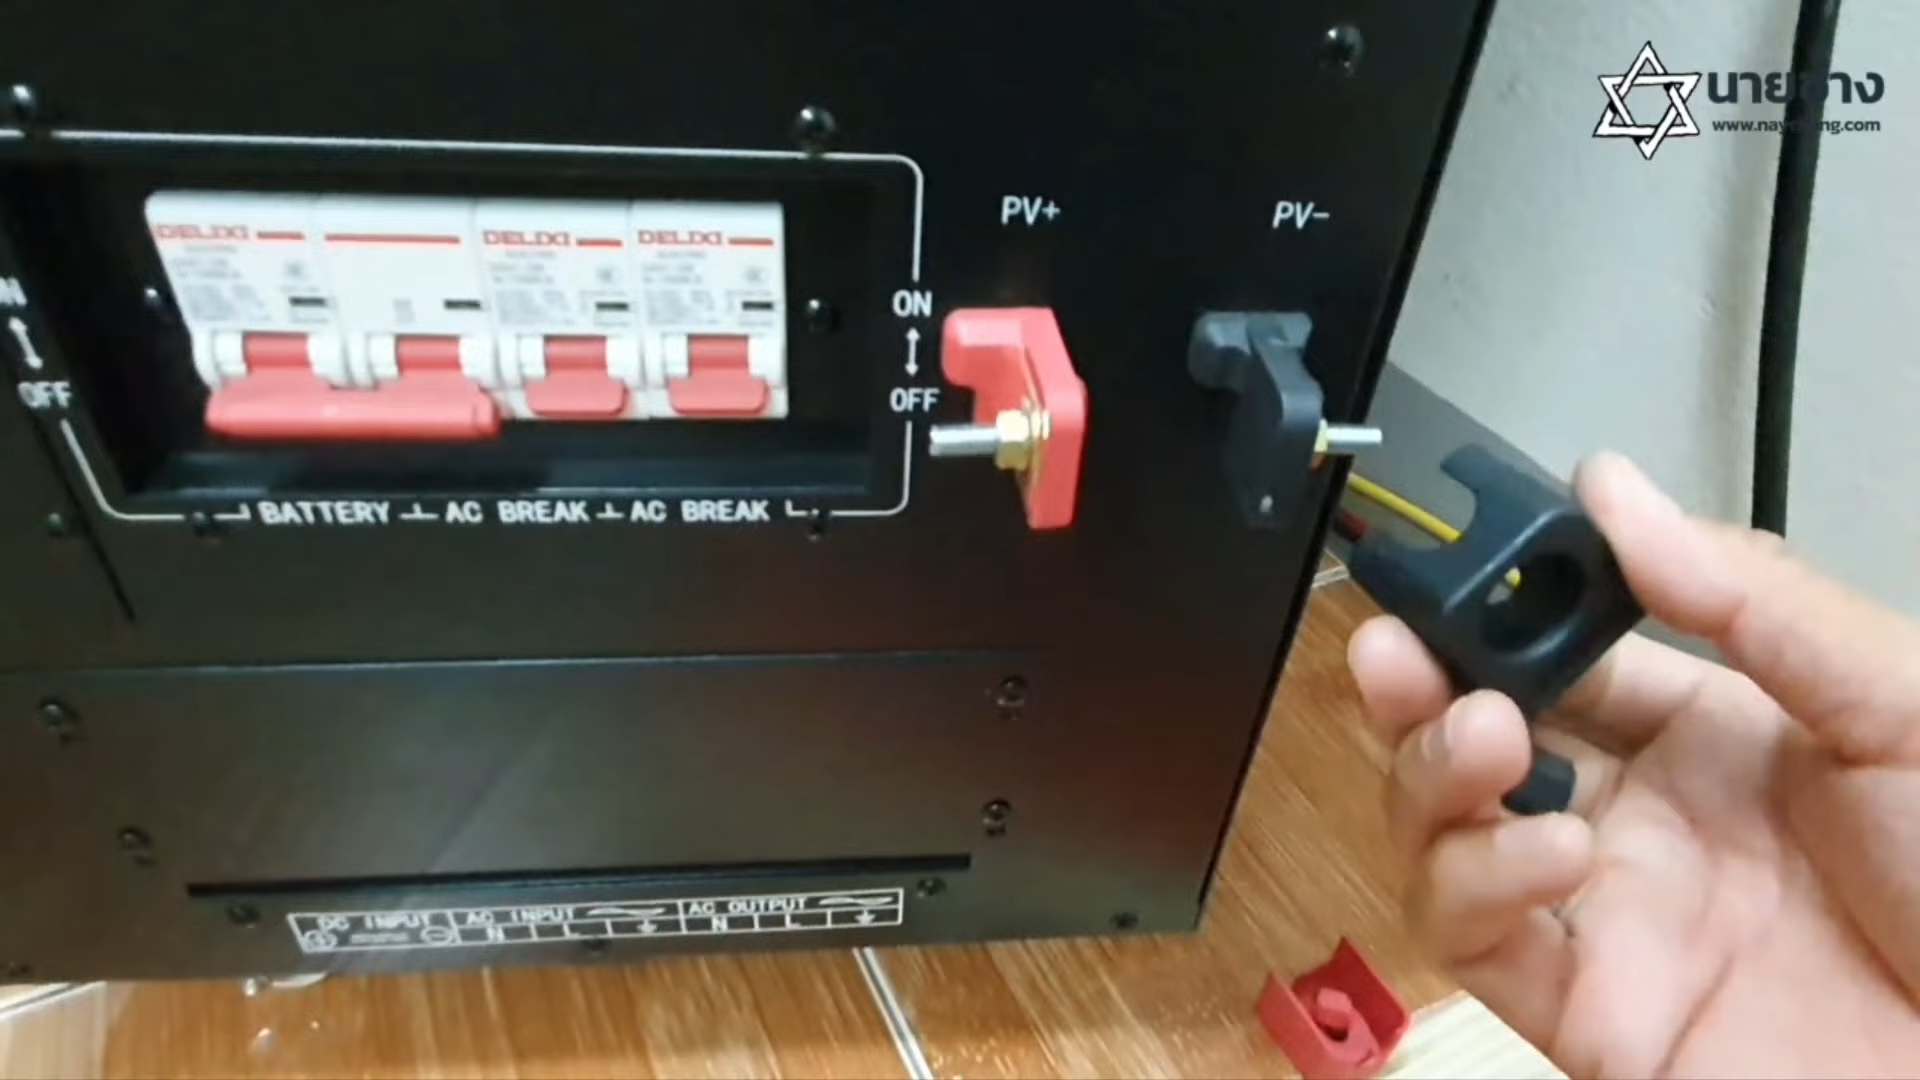 นายช่าง
www.naychang.com
PV+
PV-
DELIXI
DELIXI
DELIXI
ON
OFF
OFF
BATTERY
AC BREAK
AC BREAK
DC INPUT
AC INPUT
AC OUTPUT
N
L
N
L